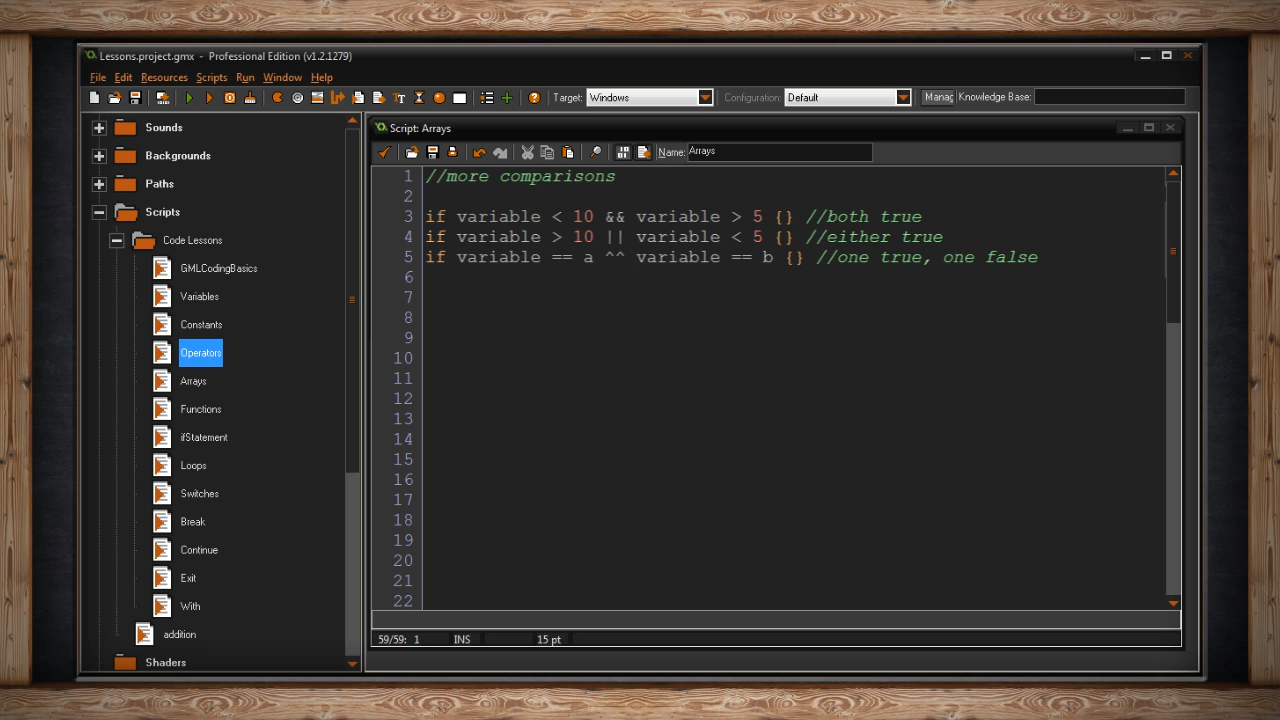 Lessons.project.gmx - Professional Edition (v1.2.1279)
File Edit Resources Scripts Run Window Help
Target: Windows Configuration: Default Manag Knowledge Base:
Sounds
Backgrounds
Paths
Scripts
Code Lessons
GMLCodingBasics
Variables
Constants
Operators
Arrays
Functions
ifStatement
Loops
Switches
Break
Continue
Exit
With
addition
Shaders
Script: Arrays
Name: Arrays
1 //more comparisons
2
3 if variable < 10 && variable > 5 {} //both true
4 if variable > 10 || variable < 5 {} //either true
5 if variable == a ^^ variable == b {} //one true, one false
6
7
8
9
10
11
12
13
14
15
16
17
18
19
20
21
22
59/59: 1 INS 15 pt